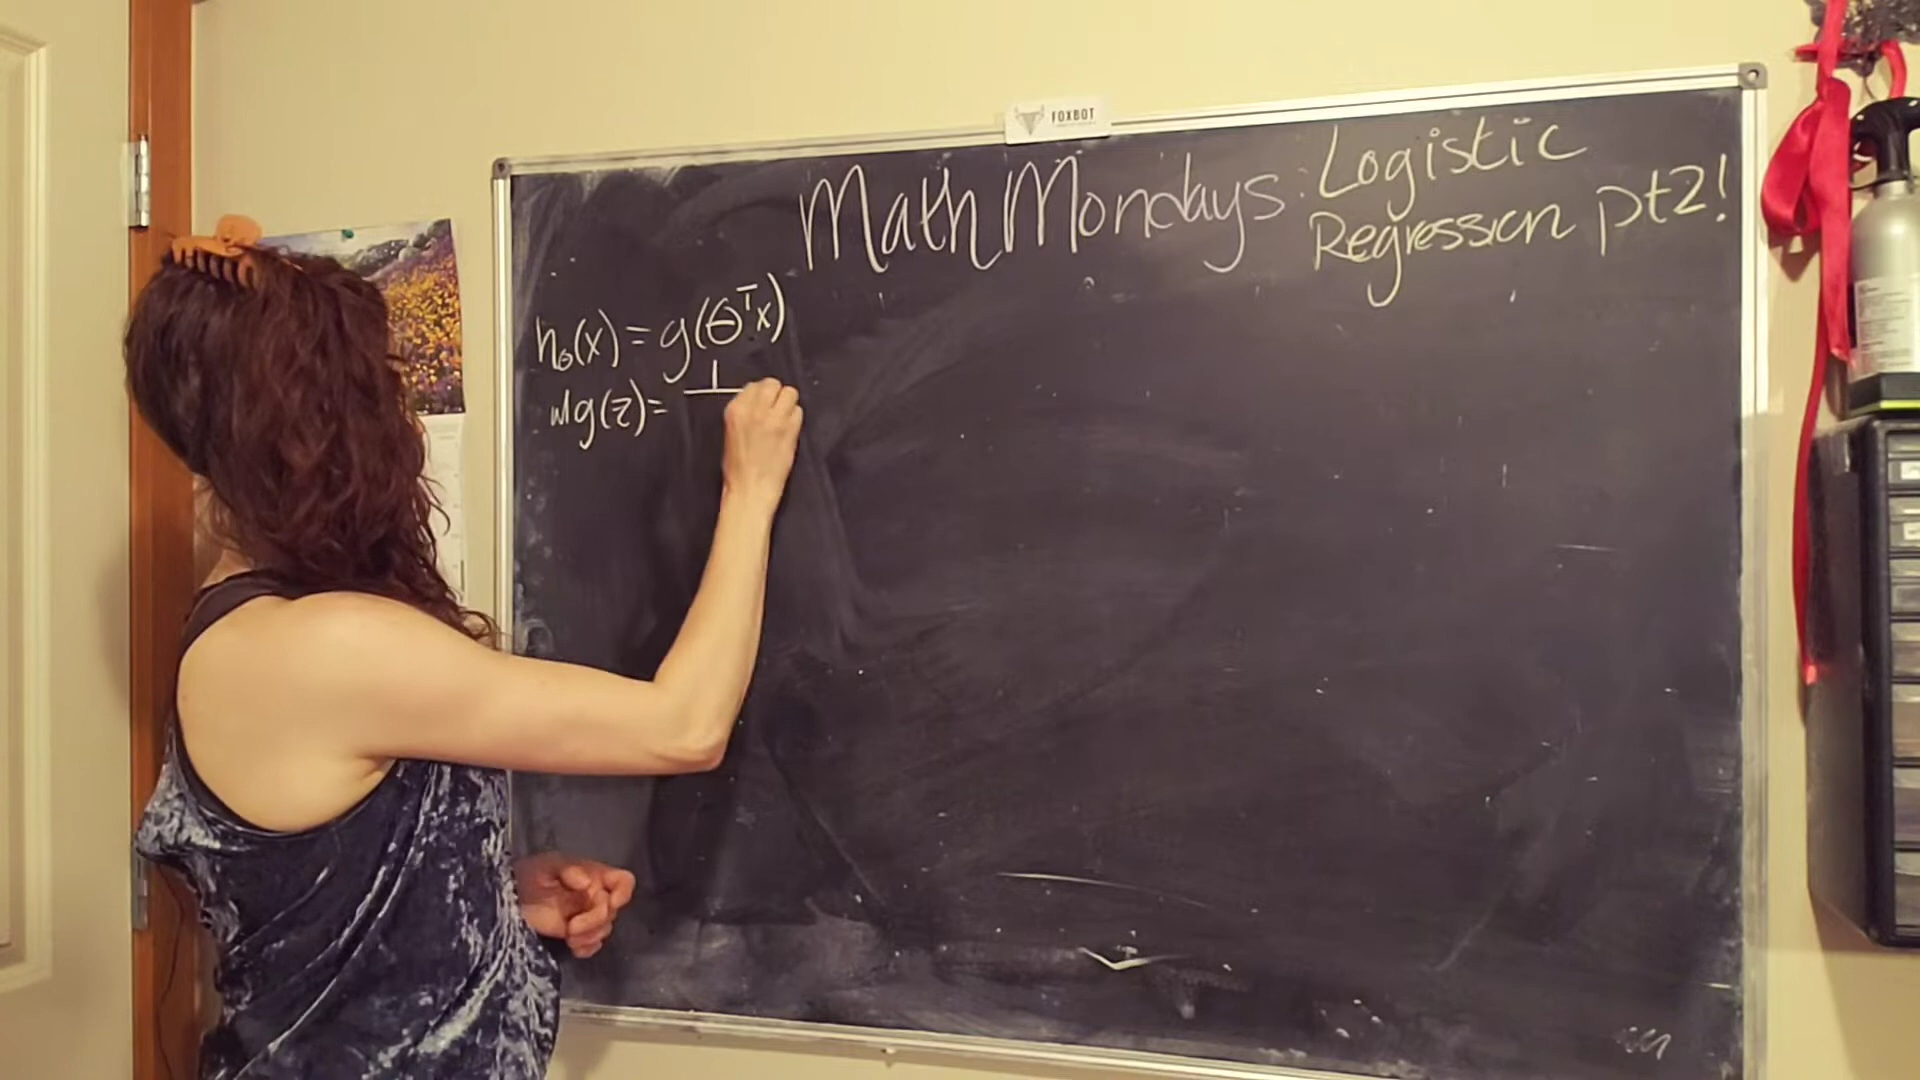 FOXBOT
Math Mondays: Logistic
Regression pt2!
hθ(x) = g(θᵀx)
w/ g(z) = 1